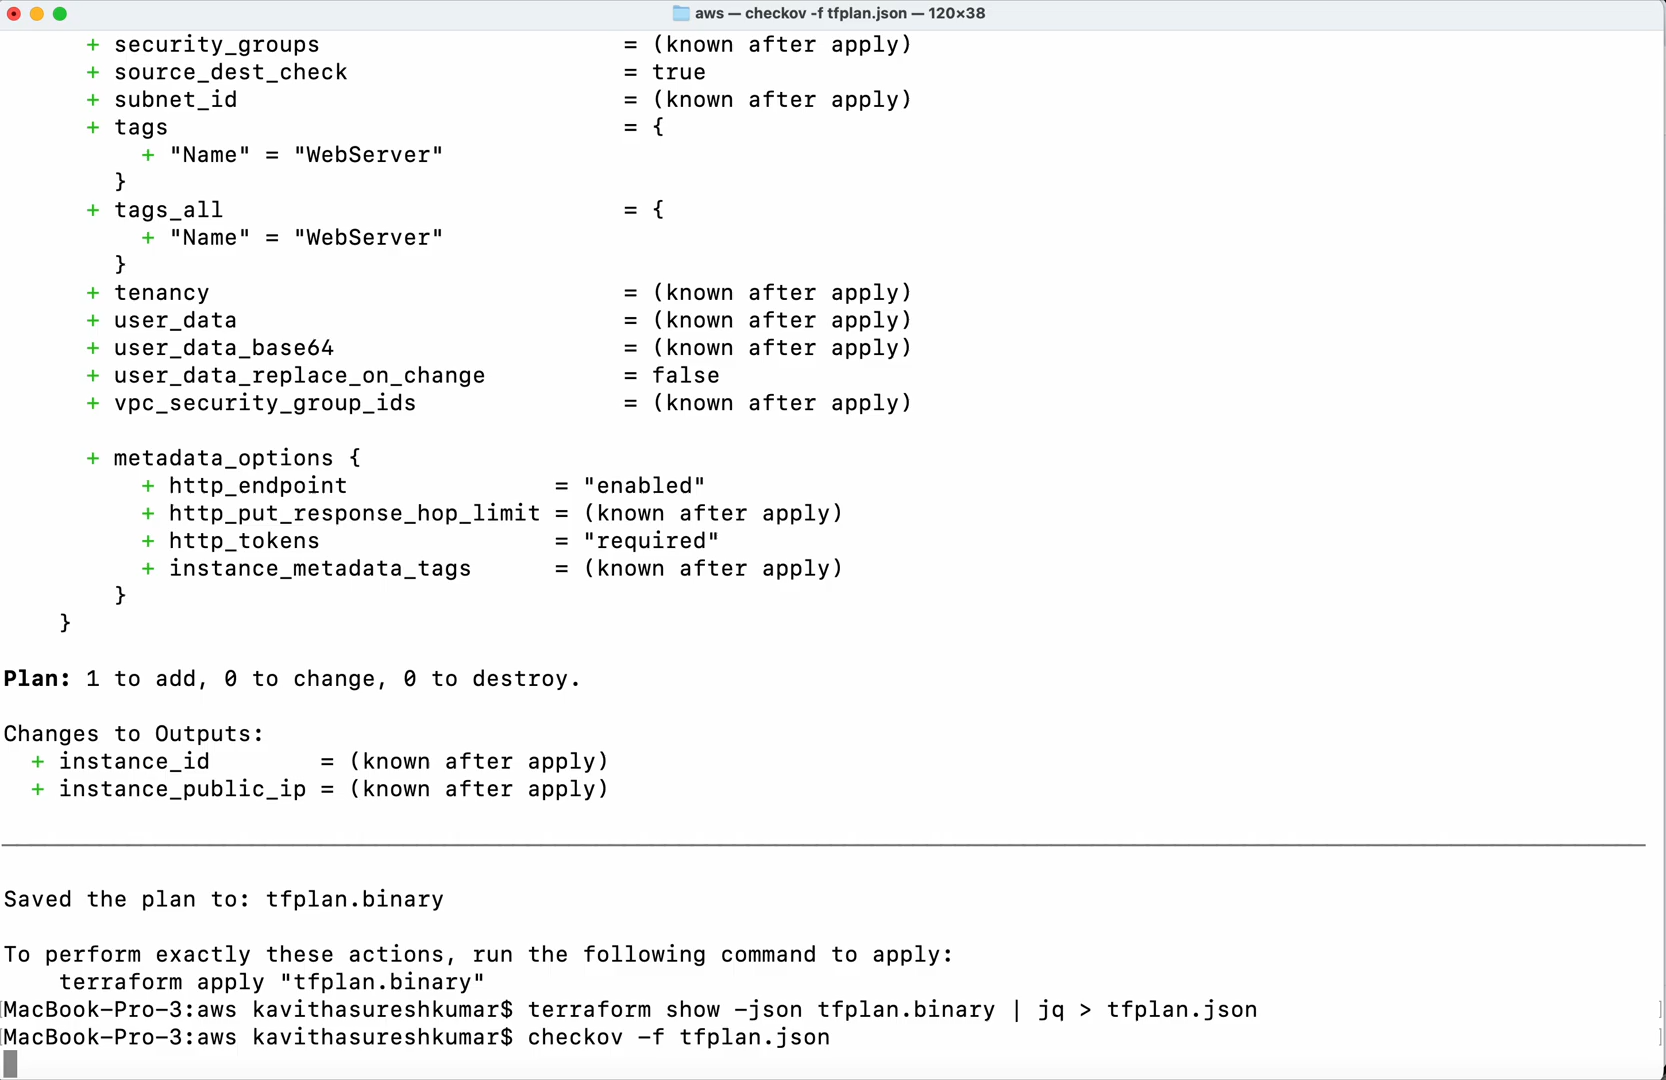 aws — checkov -f tfplan.json — 120×38
+ security_groups = (known after apply)
+ source_dest_check = true
+ subnet_id = (known after apply)
+ tags = {
+ "Name" = "WebServer"
}
+ tags_all = {
+ "Name" = "WebServer"
}
+ tenancy = (known after apply)
+ user_data = (known after apply)
+ user_data_base64 = (known after apply)
+ user_data_replace_on_change = false
+ vpc_security_group_ids = (known after apply)
+ metadata_options {
+ http_endpoint = "enabled"
+ http_put_response_hop_limit = (known after apply)
+ http_tokens = "required"
+ instance_metadata_tags = (known after apply)
}
}
Plan: 1 to add, 0 to change, 0 to destroy.
Changes to Outputs:
+ instance_id = (known after apply)
+ instance_public_ip = (known after apply)
Saved the plan to: tfplan.binary
To perform exactly these actions, run the following command to apply:
terraform apply "tfplan.binary"
[MacBook-Pro-3:aws kavithasureshkumar$ terraform show -json tfplan.binary | jq > tfplan.json ]
[MacBook-Pro-3:aws kavithasureshkumar$ checkov -f tfplan.json ]